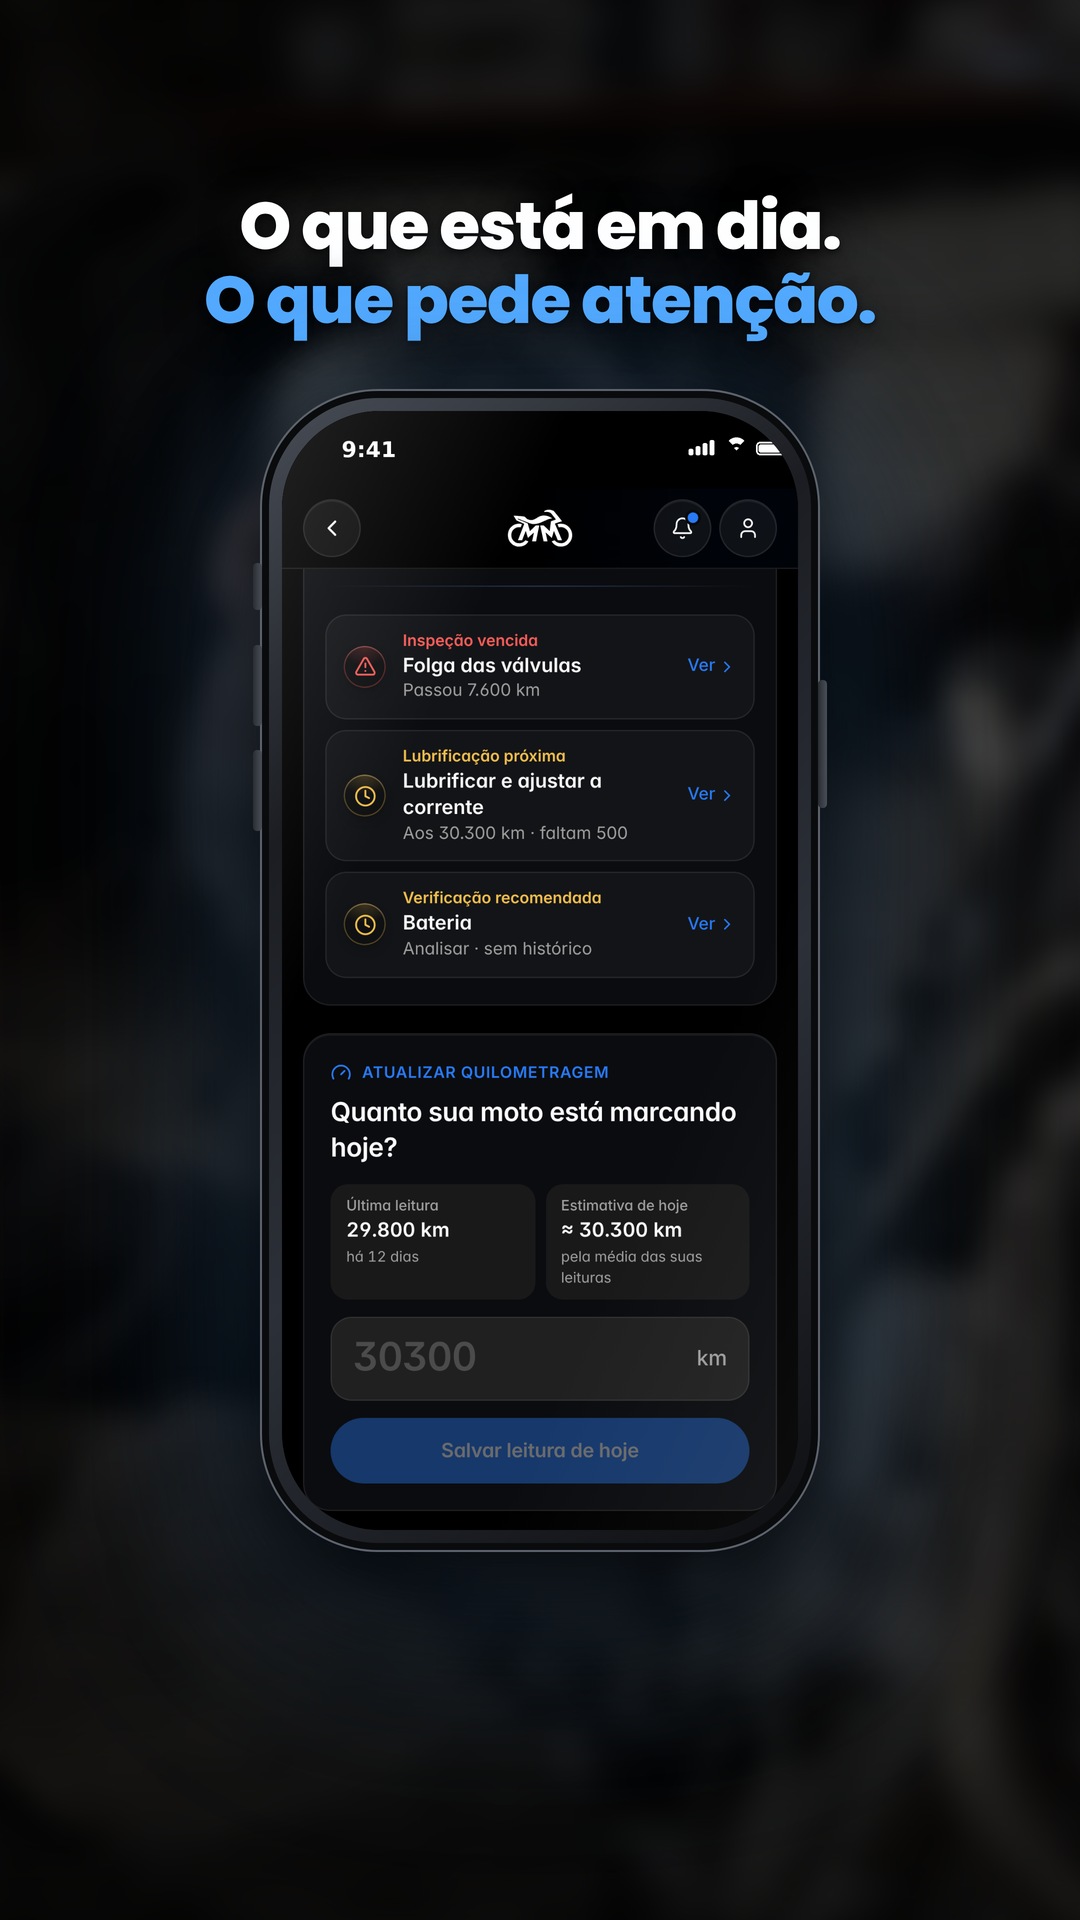 O que está em dia.
O que pede atenção.
9:41
MM
Inspeção vencida
Folga das válvulas
Passou 7.600 km
Ver
Lubrificação próxima
Lubrificar e ajustar a
corrente
Aos 30.300 km · faltam 500
Ver
Verificação recomendada
Bateria
Analisar · sem histórico
Ver
ATUALIZAR QUILOMETRAGEM
Quanto sua moto está marcando
hoje?
Última leitura
29.800 km
há 12 dias
Estimativa de hoje
≈ 30.300 km
pela média das suas
leituras
30300 km
Salvar leitura de hoje